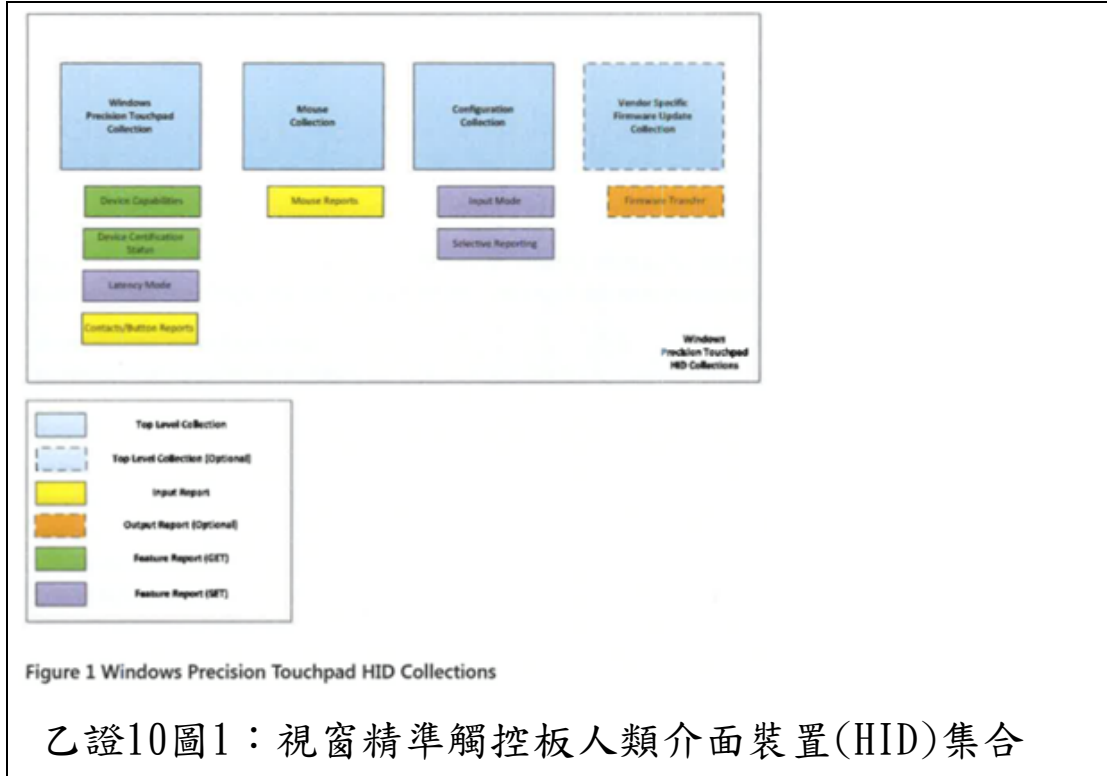 Windows
Precision Touchpad
Collection
Mouse
Collection
Configuration
Collection
Vendor Specific
Firmware Update
Collection
Device Capabilities
Mouse Reports
Input Mode
Firmware Transfer
Device Certification
Status
Selective Reporting
Latency Mode
Contacts/Button Reports
Windows
Precision Touchpad
HID Collections
Top Level Collection
Top Level Collection (Optional)
Input Report
Output Report (Optional)
Feature Report (GET)
Feature Report (SET)
Figure 1 Windows Precision Touchpad HID Collections
乙證10圖1：視窗精準觸控板人類介面裝置(HID)集合